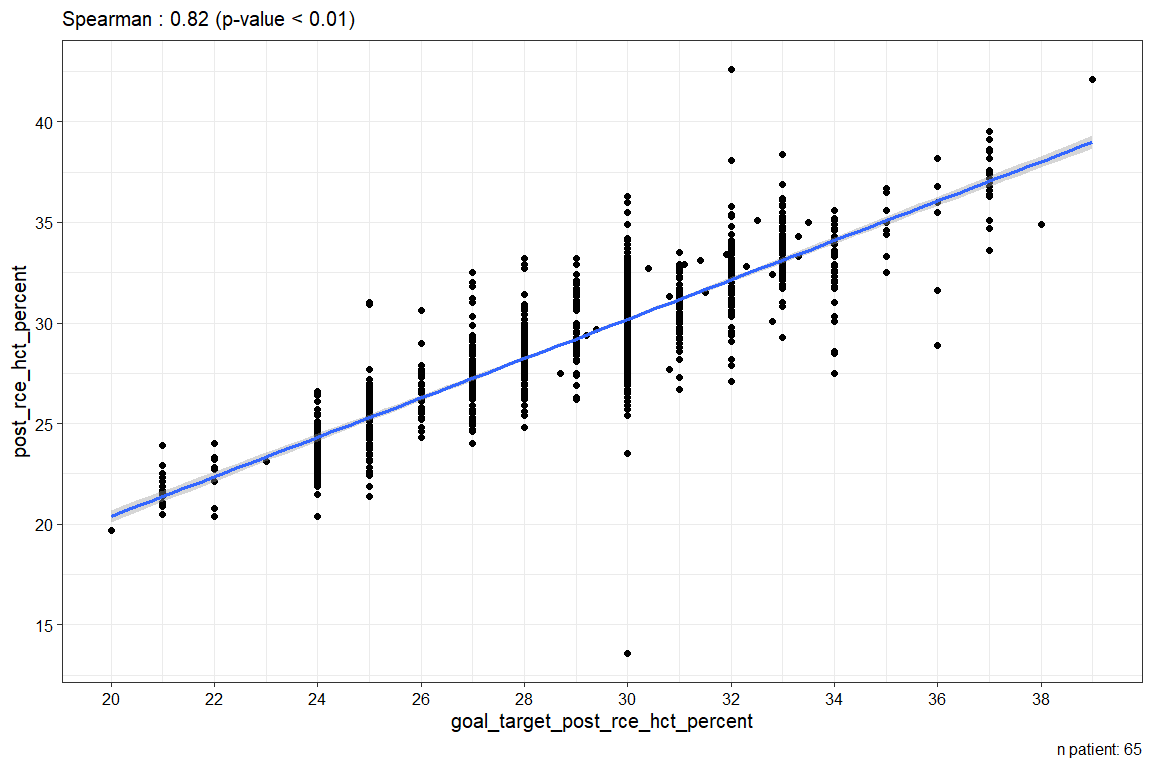 Spearman : 0.82 (p-value < 0.01)
post_rce_hct_percent
40
35
30
25
20
15
20 22 24 26 28 30 32 34 36 38
goal_target_post_rce_hct_percent
n patient: 65